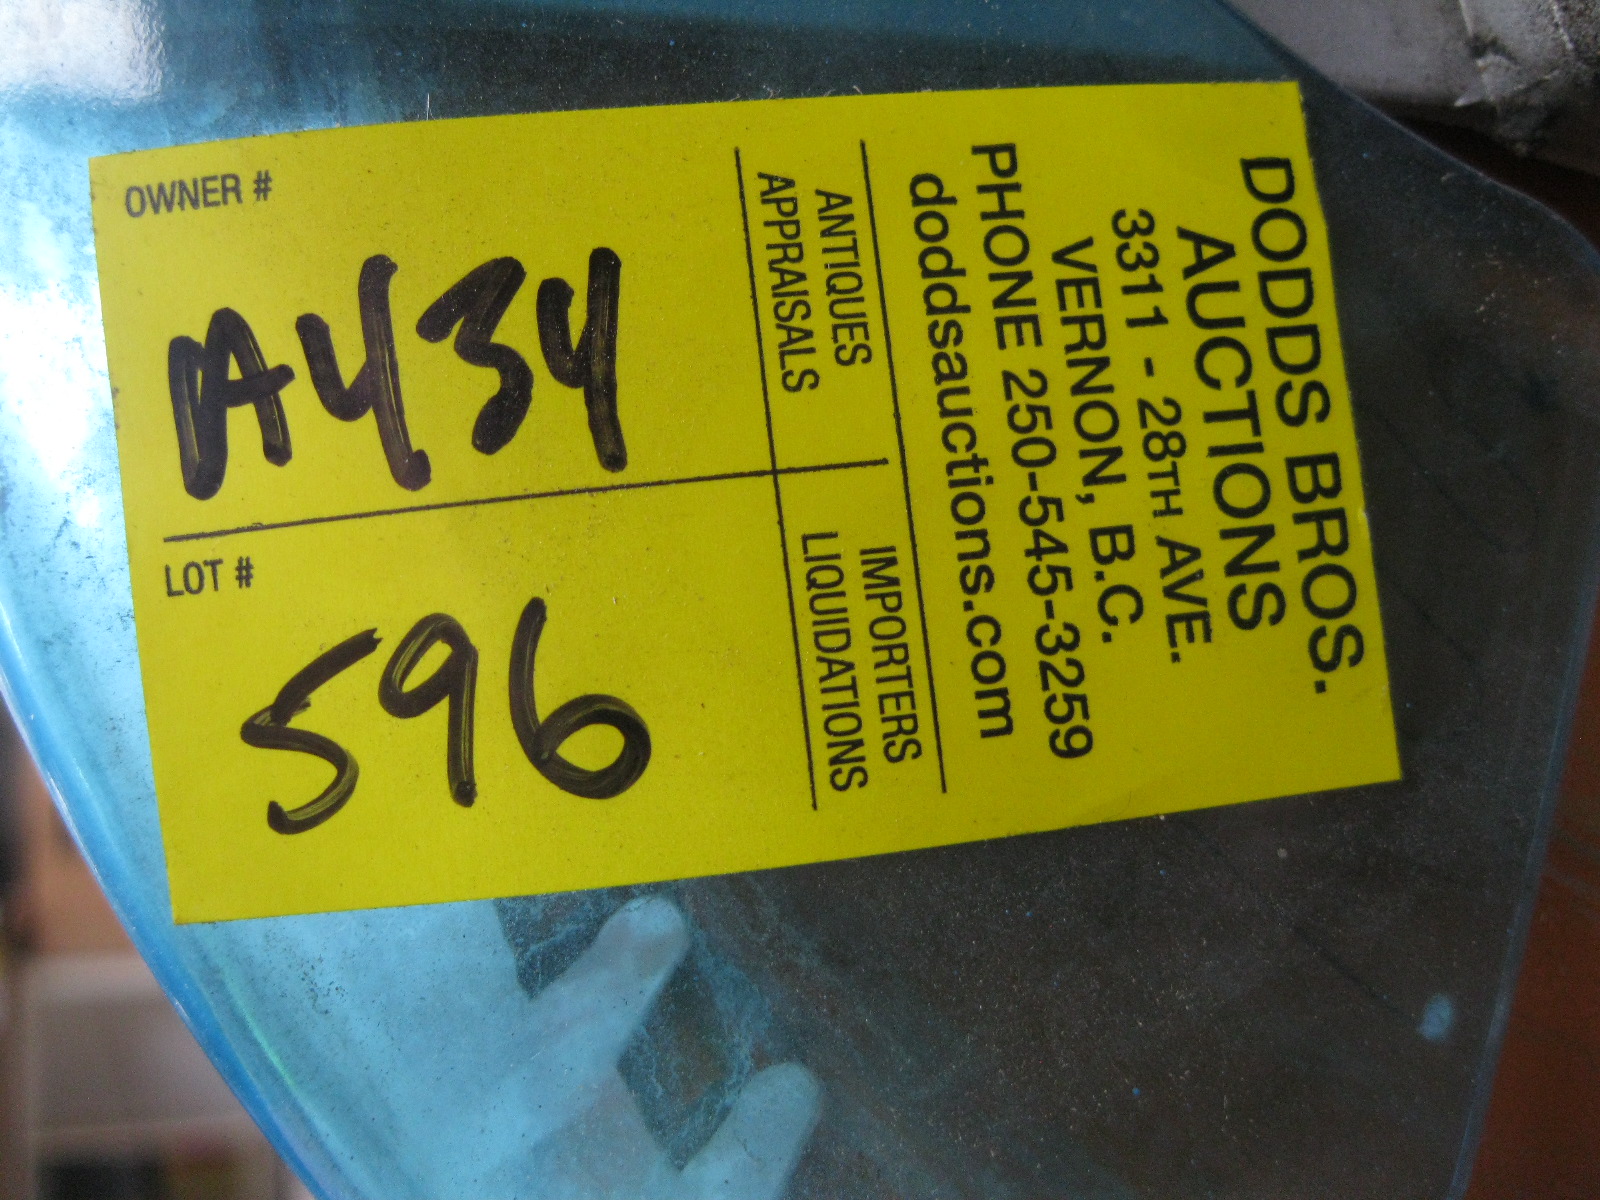 DODDS BROS.
AUCTIONS
3311 - 28TH AVE.
VERNON, B.C.
PHONE 250-545-3259
doddsauctions.com
ANTIQUES
APPRAISALS
IMPORTERS
LIQUIDATIONS
OWNER #
A434
LOT #
596